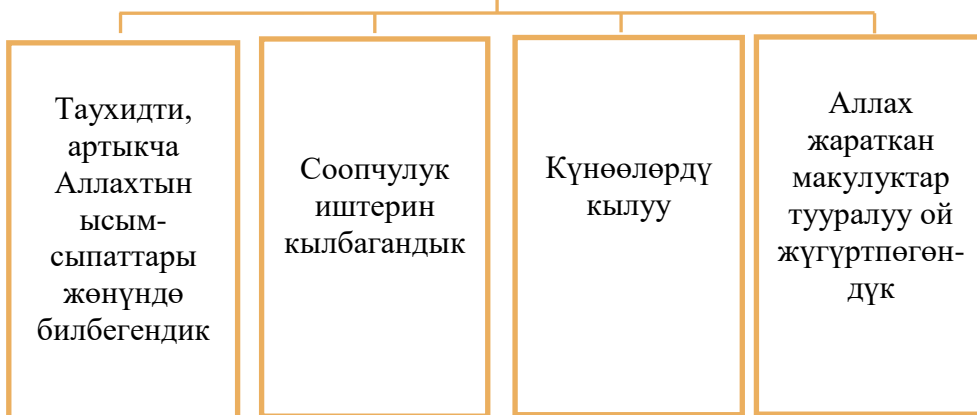 Таухидти,
артыкча
Аллахтын
ысым-
сыпаттары
жөнүндө
билбегендик
Соопчулук
иштерин
кылбагандык
Күнөөлөрдү
кылуу
Аллах
жараткан
макулуктар
тууралуу ой
жүгүртпөгөн-
дүк